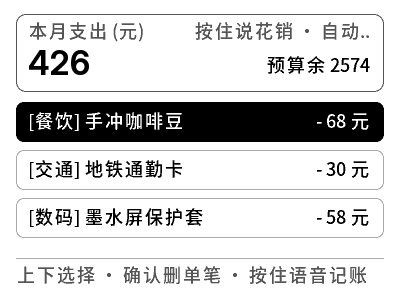 本月支出 (元) 按住说花销 · 自动..
426 预算余 2574
[餐饮] 手冲咖啡豆 - 68 元
[交通] 地铁通勤卡 - 30 元
[数码] 墨水屏保护套 - 58 元
上下选择 · 确认删单笔 · 按住语音记账